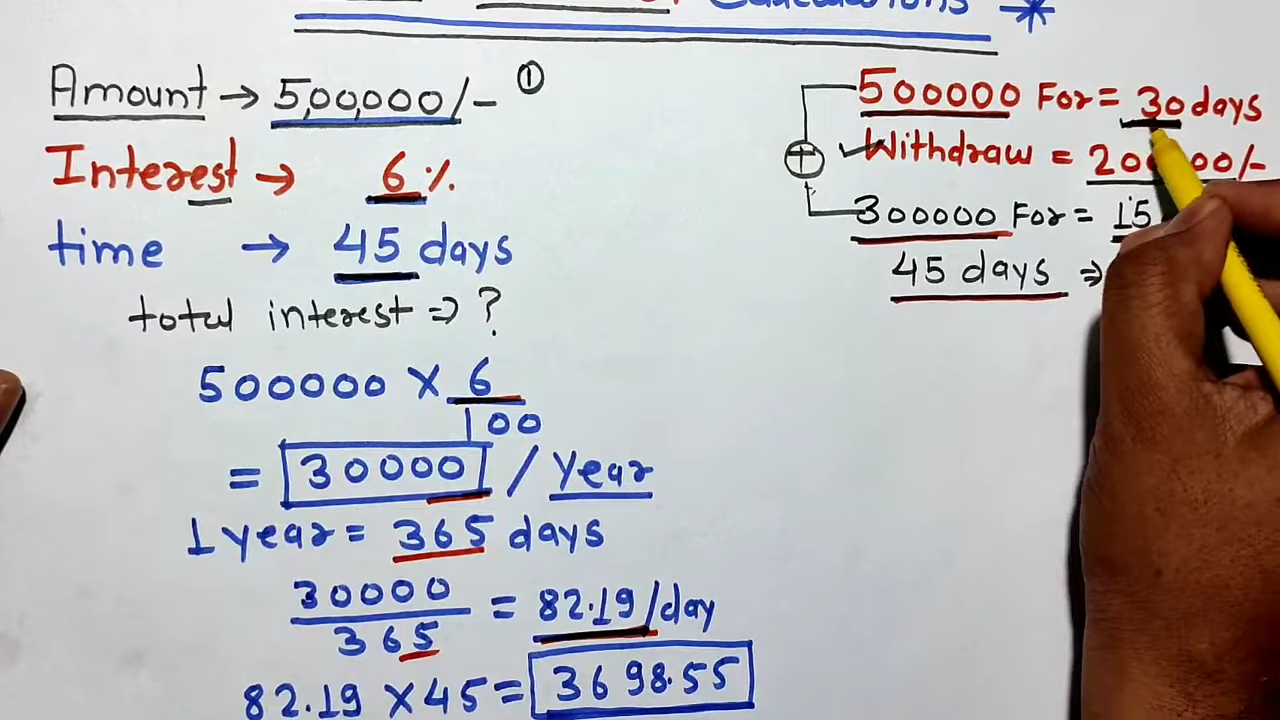 Calculations *
Amount → 5,00,000/- ①
Interest → 6%
time → 45 days
total interest ⇒ ?
500000 X 6
100
= 30000 / Year
1 year = 365 days
30000
365
= 82.19/day
82.19 X 45 = 3698.55
500000 For = 30 days
Withdraw =
300000 For = 15
45 days ⇒